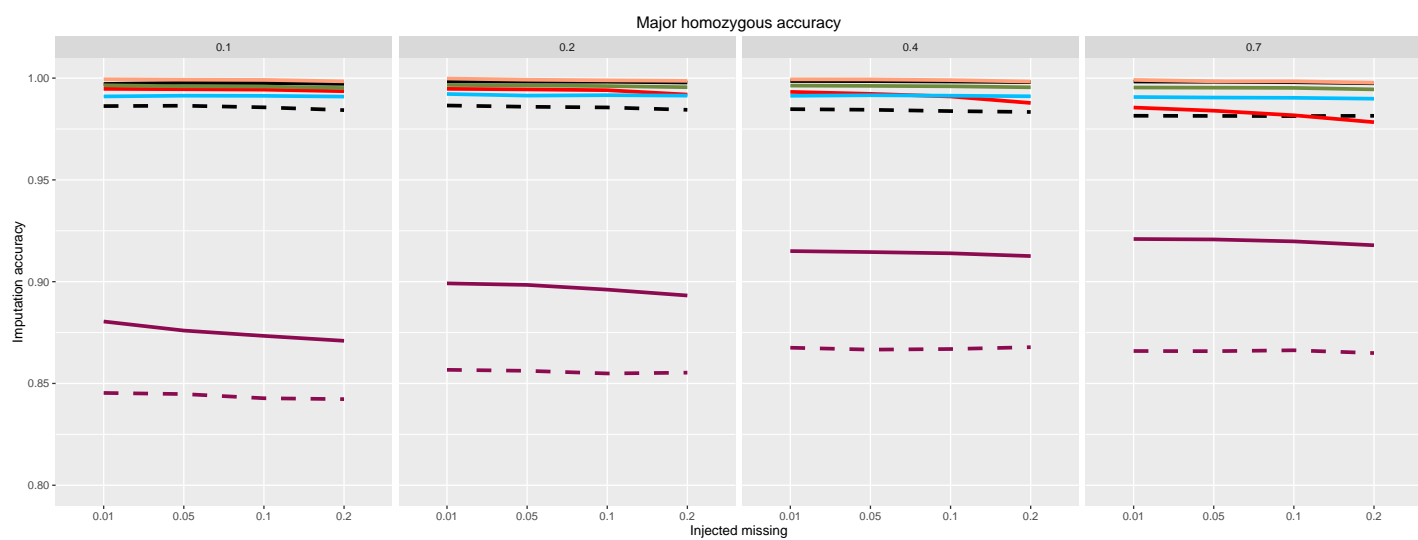 Major homozygous accuracy
0.1 0.2 0.4 0.7
1.00
0.95
0.90
0.85
0.80
Imputation accuracy
0.01 0.05 0.1 0.2 0.01 0.05 0.1 0.2 0.01 0.05 0.1 0.2 0.01 0.05 0.1 0.2
Injected missing